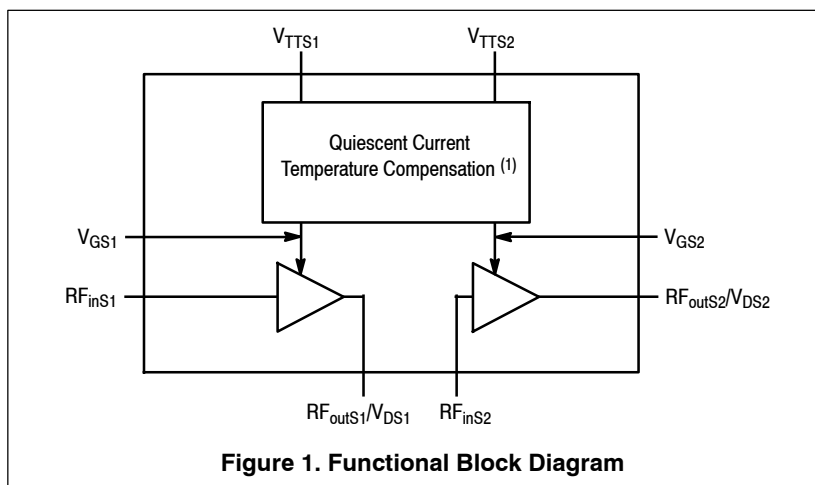 VTTS1
VTTS2
Quiescent Current
Temperature Compensation (1)
VGS1
VGS2
RFinS1
RFoutS2/VDS2
RFoutS1/VDS1
RFinS2
Figure 1. Functional Block Diagram